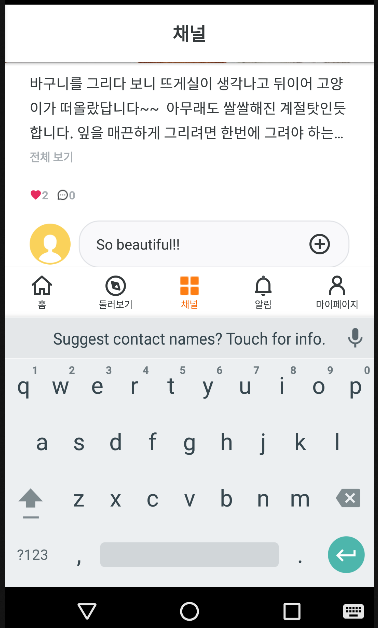 채널
바구니를 그리다 보니 뜨게실이 생각나고 뒤이어 고양
이가 떠올랐답니다~~ 아무래도 쌀쌀해진 계절탓인듯
합니다. 잎을 매끈하게 그리려면 한번에 그려야 하는...
전체 보기
2 0
So beautiful!!
홈 둘러보기 채널 알림 마이페이지
Suggest contact names? Touch for info.
1 2 3 4 5 6 7 8 9 0
q w e r t y u i o p
a s d f g h j k l
z x c v b n m
?123 , .